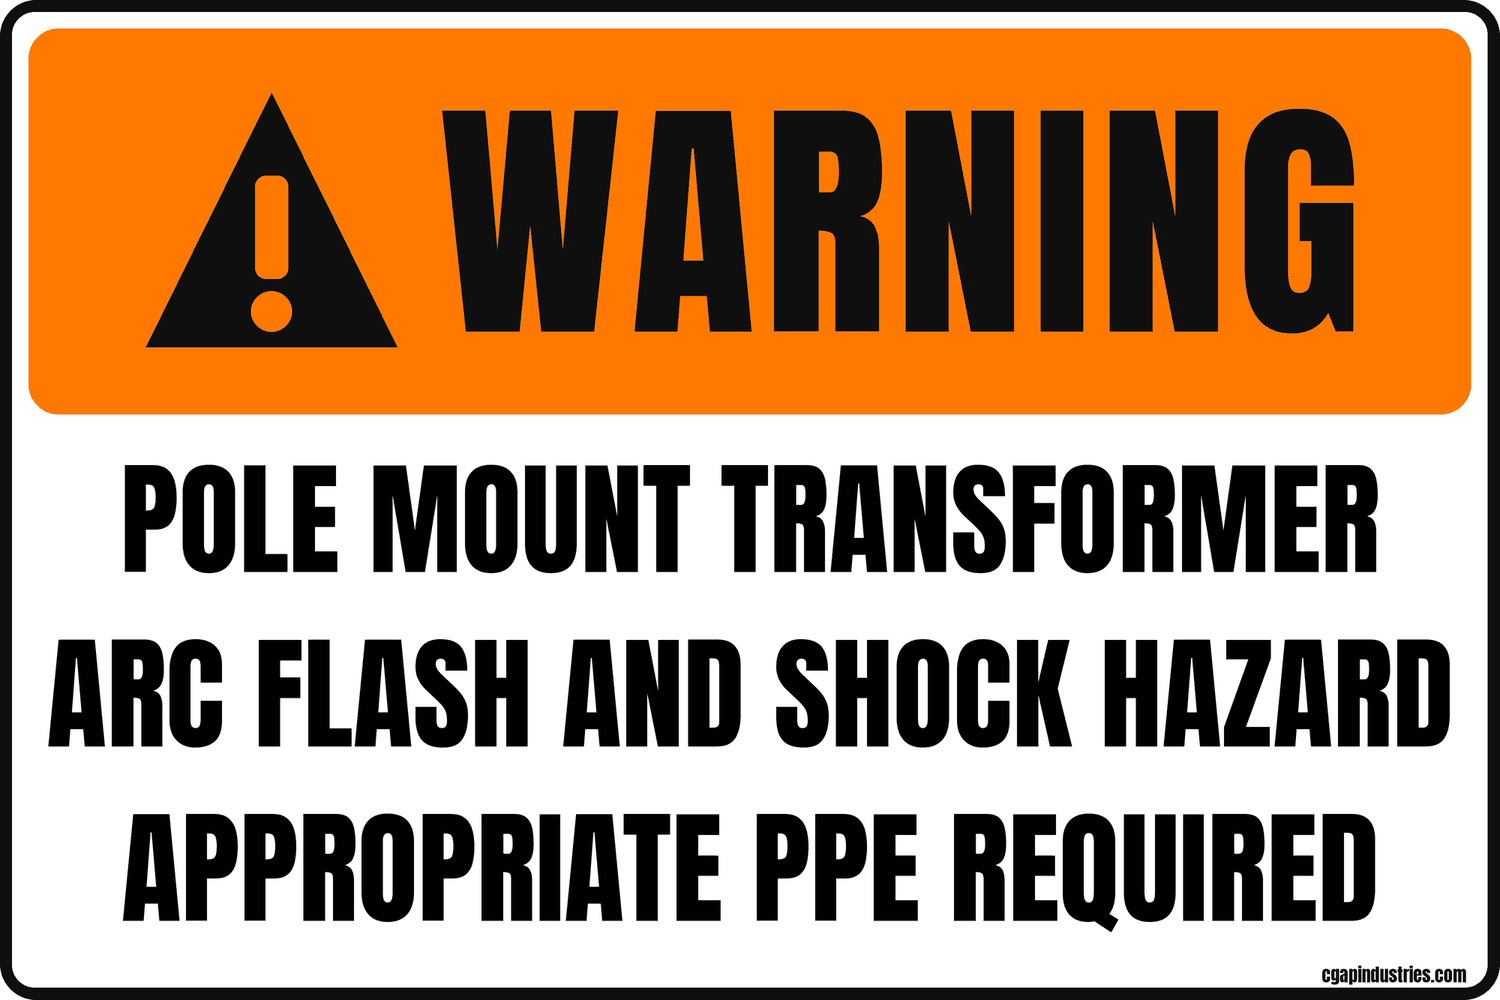 WARNING
POLE MOUNT TRANSFORMER
ARC FLASH AND SHOCK HAZARD
APPROPRIATE PPE REQUIRED
cgapindustries.com